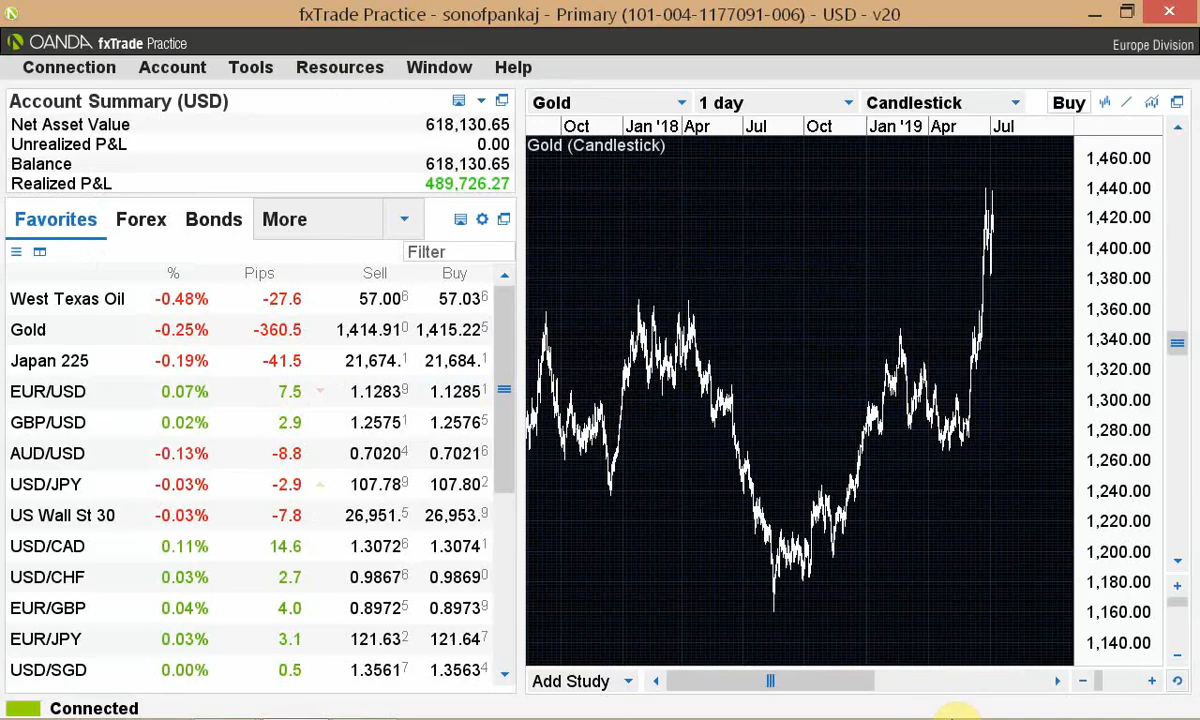 fxTrade Practice - sonofpankaj - Primary (101-004-1177091-006) - USD - v20
OANDA fxTrade Practice
Europe Division
Connection Account Tools Resources Window Help
Account Summary (USD)
Net Asset Value 618,130.65
Unrealized P&L 0.00
Balance 618,130.65
Realized P&L 489,726.27
Favorites Forex Bonds More
Filter
% Pips Sell Buy
West Texas Oil -0.48% -27.6 57.006 57.036
Gold -0.25% -360.5 1,414.910 1,415.225
Japan 225 -0.19% -41.5 21,674.1 21,684.1
EUR/USD 0.07% 7.5 1.12839 1.12851
GBP/USD 0.02% 2.9 1.25751 1.25765
AUD/USD -0.13% -8.8 0.70204 0.70216
USD/JPY -0.03% -2.9 107.789 107.802
US Wall St 30 -0.03% -7.8 26,951.5 26,953.9
USD/CAD 0.11% 14.6 1.30726 1.30741
USD/CHF 0.03% 2.7 0.98676 0.98690
EUR/GBP 0.04% 4.0 0.89725 0.89739
EUR/JPY 0.03% 3.1 121.632 121.647
USD/SGD 0.00% 0.5 1.35617 1.35634
Connected
Gold 1 day Candlestick Buy
Oct Jan '18 Apr Jul Oct Jan '19 Apr Jul
Gold (Candlestick)
1,460.00
1,440.00
1,420.00
1,400.00
1,380.00
1,360.00
1,340.00
1,320.00
1,300.00
1,280.00
1,260.00
1,240.00
1,220.00
1,200.00
1,180.00
1,160.00
1,140.00
Add Study